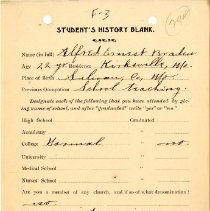 F-3
STUDENT'S HISTORY BLANK.
Name (in full) Alfred Ernest Braden
Age 22 yr Residence Kirksville, Mo.
Place of Birth Sullivan Co, Mo.
Previous Occupation School teaching.
Designate each of the following that you have attended by giving name of school, and after "graduated" write "yes" or "no."
High School Graduated
Academy "
College Normal " no
University "
Medical School "
Nurses' School "
Are you a member of any church, and if so, of what denomination?